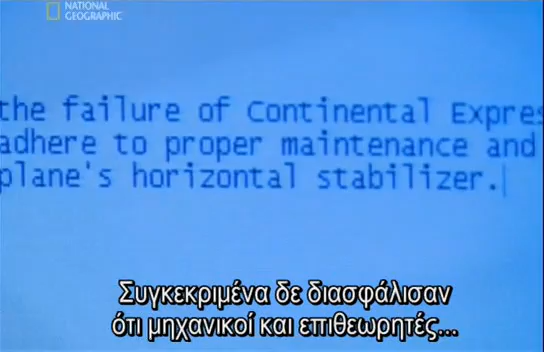 NATIONAL
GEOGRAPHIC
the failure of Continental Expres
adhere to proper maintenance and
plane's horizontal stabilizer.
Συγκεκριμένα δε διασφάλισαν
ότι μηχανικοί και επιθεωρητές...